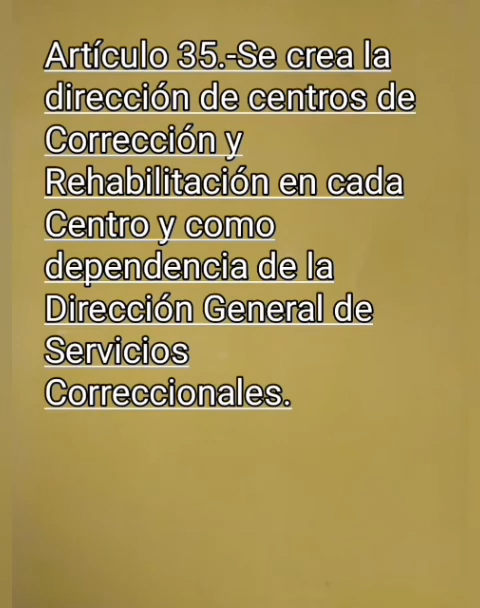 Artículo 35.-Se crea la
dirección de centros de
Corrección y
Rehabilitación en cada
Centro y como
dependencia de la
Dirección General de
Servicios
Correccionales.